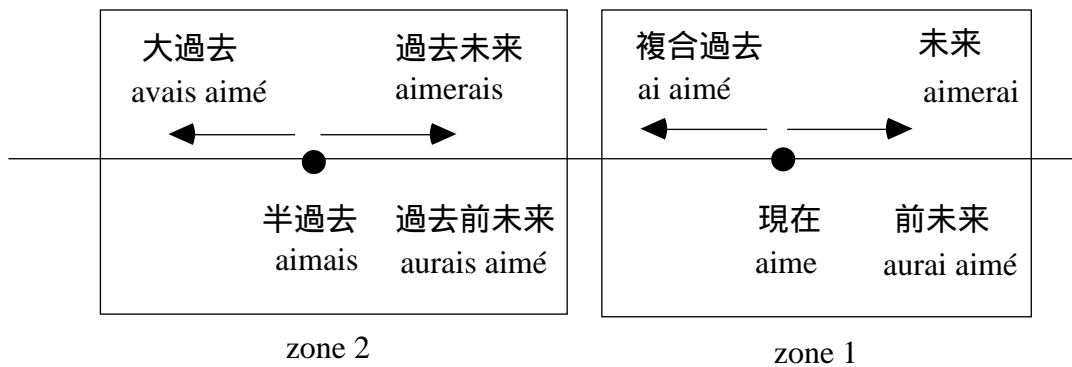 大過去 過去未来
avais aimé aimerais
半過去 過去前未来
aimais aurais aimé
zone 2
複合過去 未来
ai aimé aimerai
現在 前未来
aime aurai aimé
zone 1